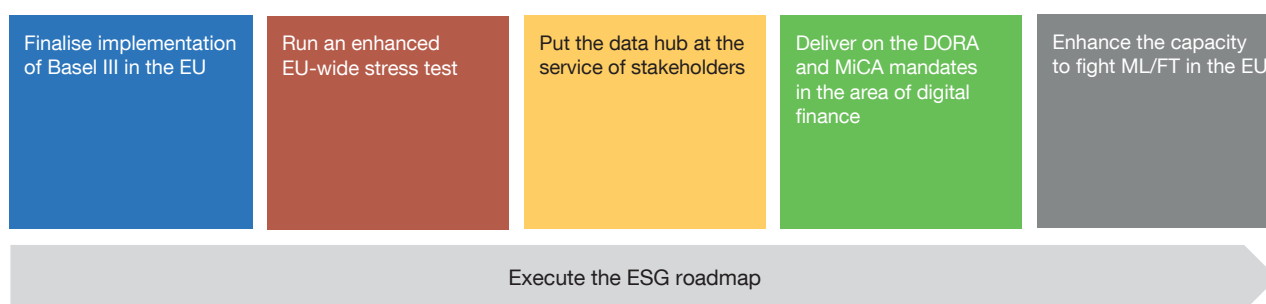 Finalise implementation
of Basel III in the EU
Run an enhanced
EU-wide stress test
Put the data hub at the
service of stakeholders
Deliver on the DORA
and MiCA mandates
in the area of digital
finance
Enhance the capacity
to fight ML/FT in the EU
Execute the ESG roadmap